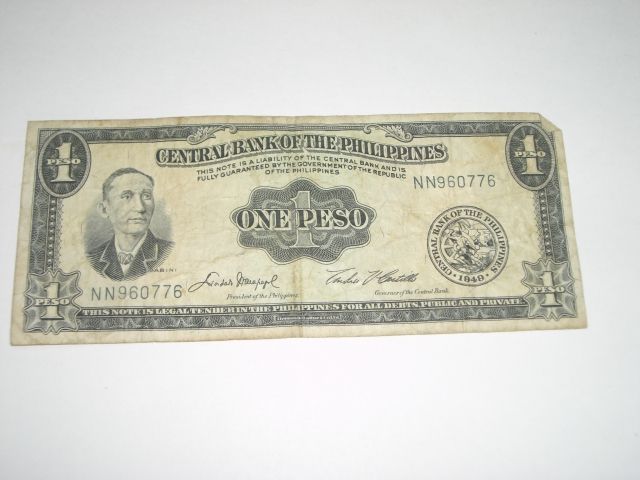 1
PESO
1
PESO
CENTRAL BANK OF THE PHILIPPINES
THIS NOTE IS A LIABILITY OF THE CENTRAL BANK AND IS
FULLY GUARANTEED BY THE GOVERNMENT OF THE REPUBLIC
OF THE PHILIPPINES
NN960776
1
ONE PESO
CENTRAL BANK OF THE PHILIPPINES
·1949·
ABINI
NN960776
President of the Philippines
Governor of the Central Bank.
1
PESO
1
PESO
THIS NOTE IS LEGAL TENDER IN THE PHILIPPINES FOR ALL DEBTS, PUBLIC AND PRIVATE